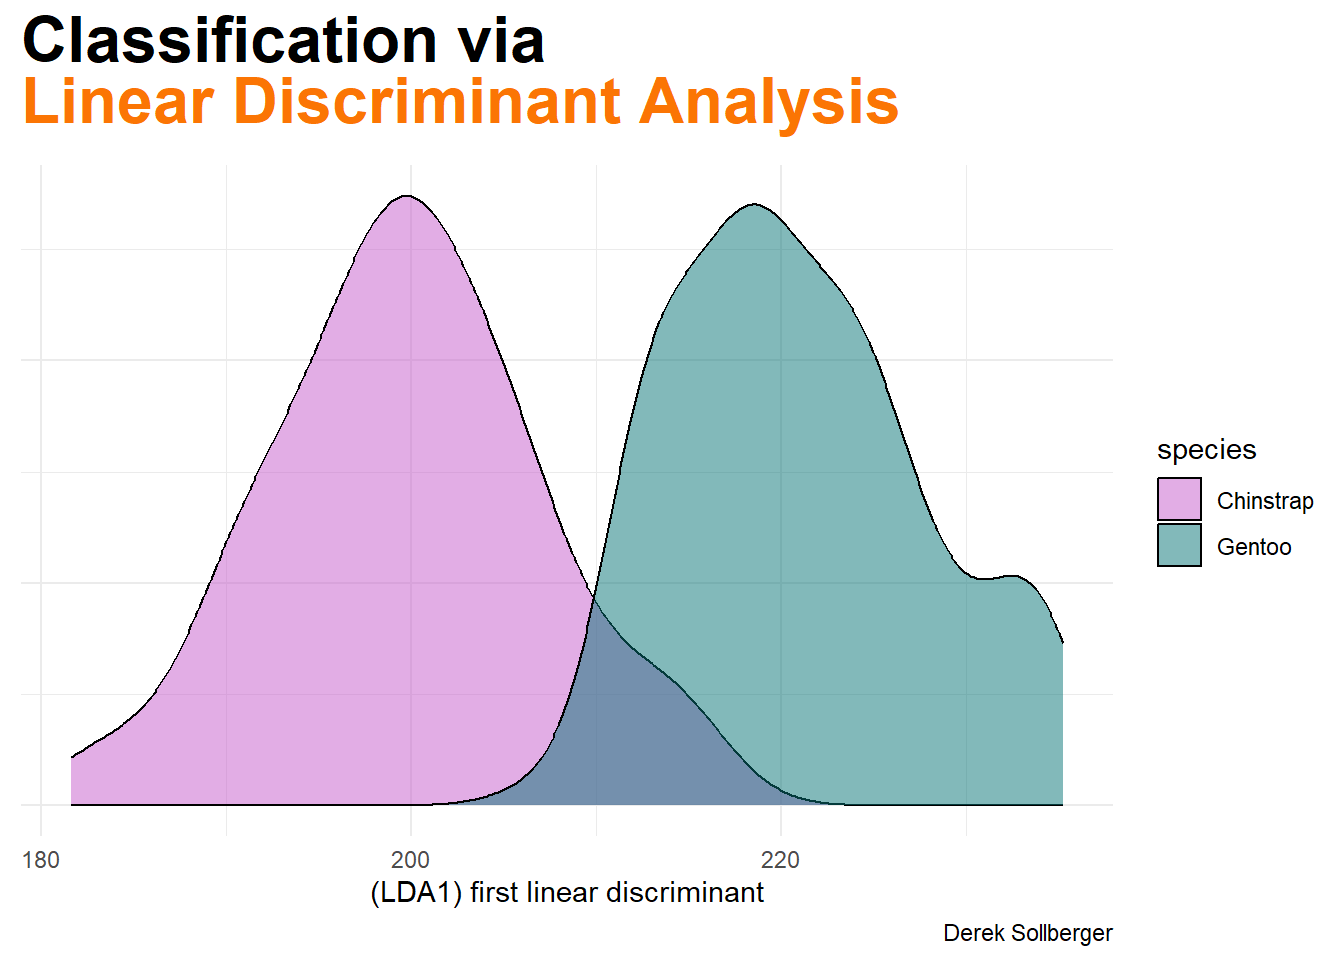 Classification via
Linear Discriminant Analysis
species
Chinstrap
Gentoo
180 200 220
(LDA1) first linear discriminant
Derek Sollberger